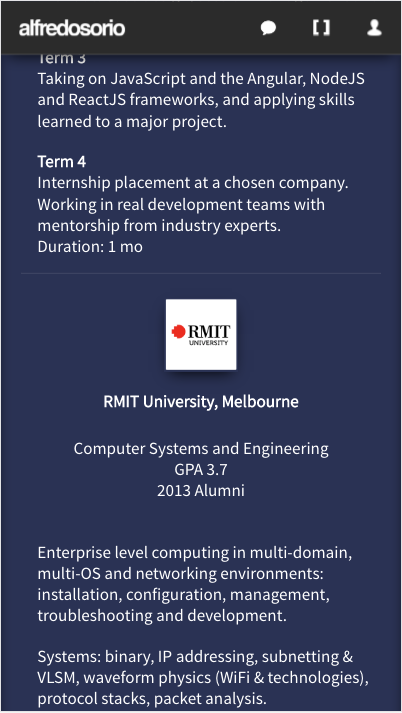 alfredosorio
Term 3
Taking on JavaScript and the Angular, NodeJS
and ReactJS frameworks, and applying skills
learned to a major project.
Term 4
Internship placement at a chosen company.
Working in real development teams with
mentorship from industry experts.
Duration: 1 mo
RMIT
UNIVERSITY
RMIT University, Melbourne
Computer Systems and Engineering
GPA 3.7
2013 Alumni
Enterprise level computing in multi-domain,
multi-OS and networking environments:
installation, configuration, management,
troubleshooting and development.
Systems: binary, IP addressing, subnetting &
VLSM, waveform physics (WiFi & technologies),
protocol stacks, packet analysis.